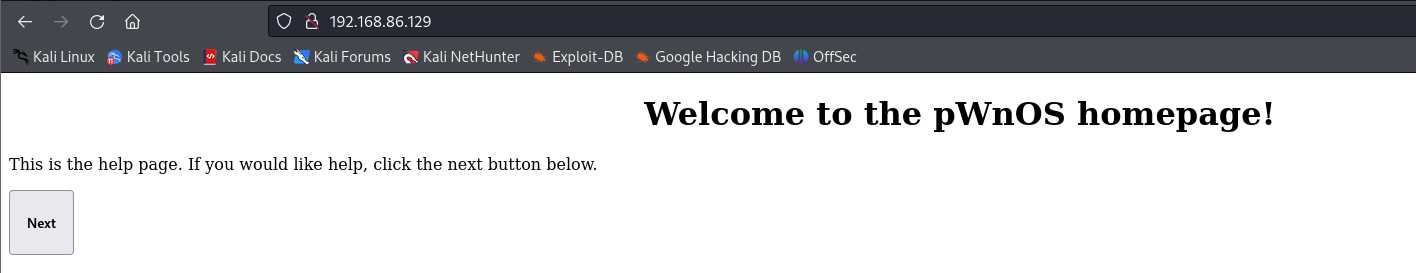 192.168.86.129
Kali Linux Kali Tools Kali Docs Kali Forums Kali NetHunter Exploit-DB Google Hacking DB OffSec
Welcome to the pWnOS homepage!
This is the help page. If you would like help, click the next button below.
Next